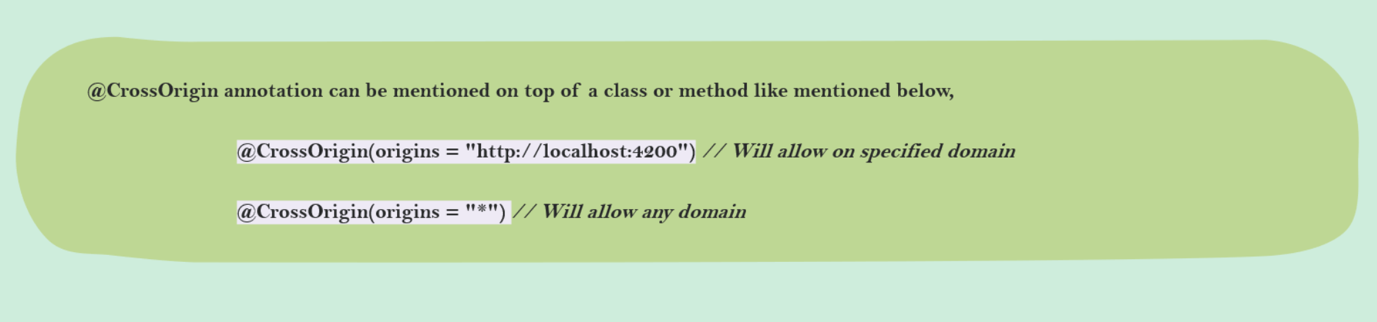 @CrossOrigin annotation can be mentioned on top of a class or method like mentioned below,
@CrossOrigin(origins = "http://localhost:4200") // Will allow on specified domain
@CrossOrigin(origins = "*") // Will allow any domain